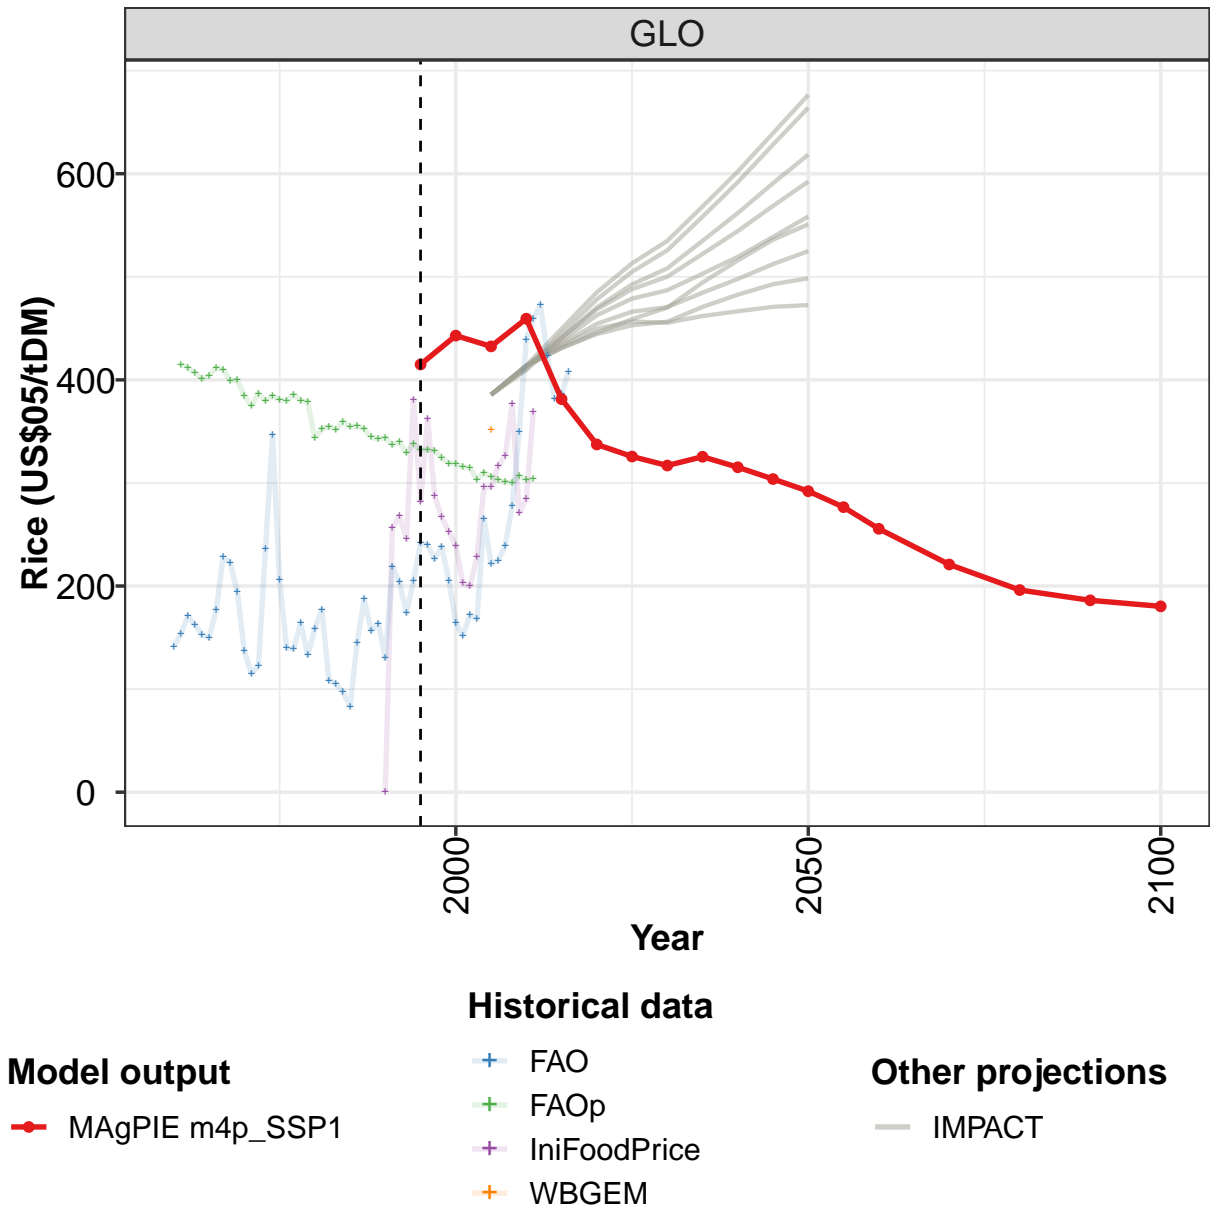 GLO
Rice (US$05/tDM)
600
400
200
0
2000
2050
2100
Year
Model output
MAgPIE m4p_SSP1
Historical data
FAO
FAOp
IniFoodPrice
WBGEM
Other projections
IMPACT